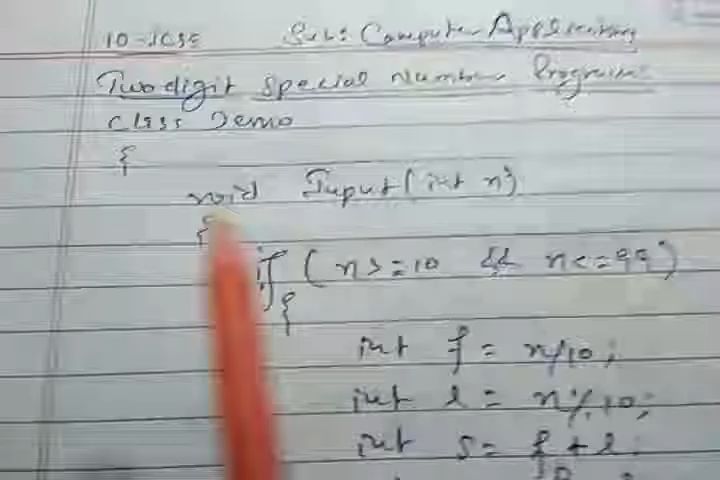 10-ICSE Sub: Computer Applications
Two digit Special Number Program:
Class Demo
{
void Input(int n)
{
if (n>=10 && n<=99)
{
int f = n/10;
int l = n%10;
int s = f+l;